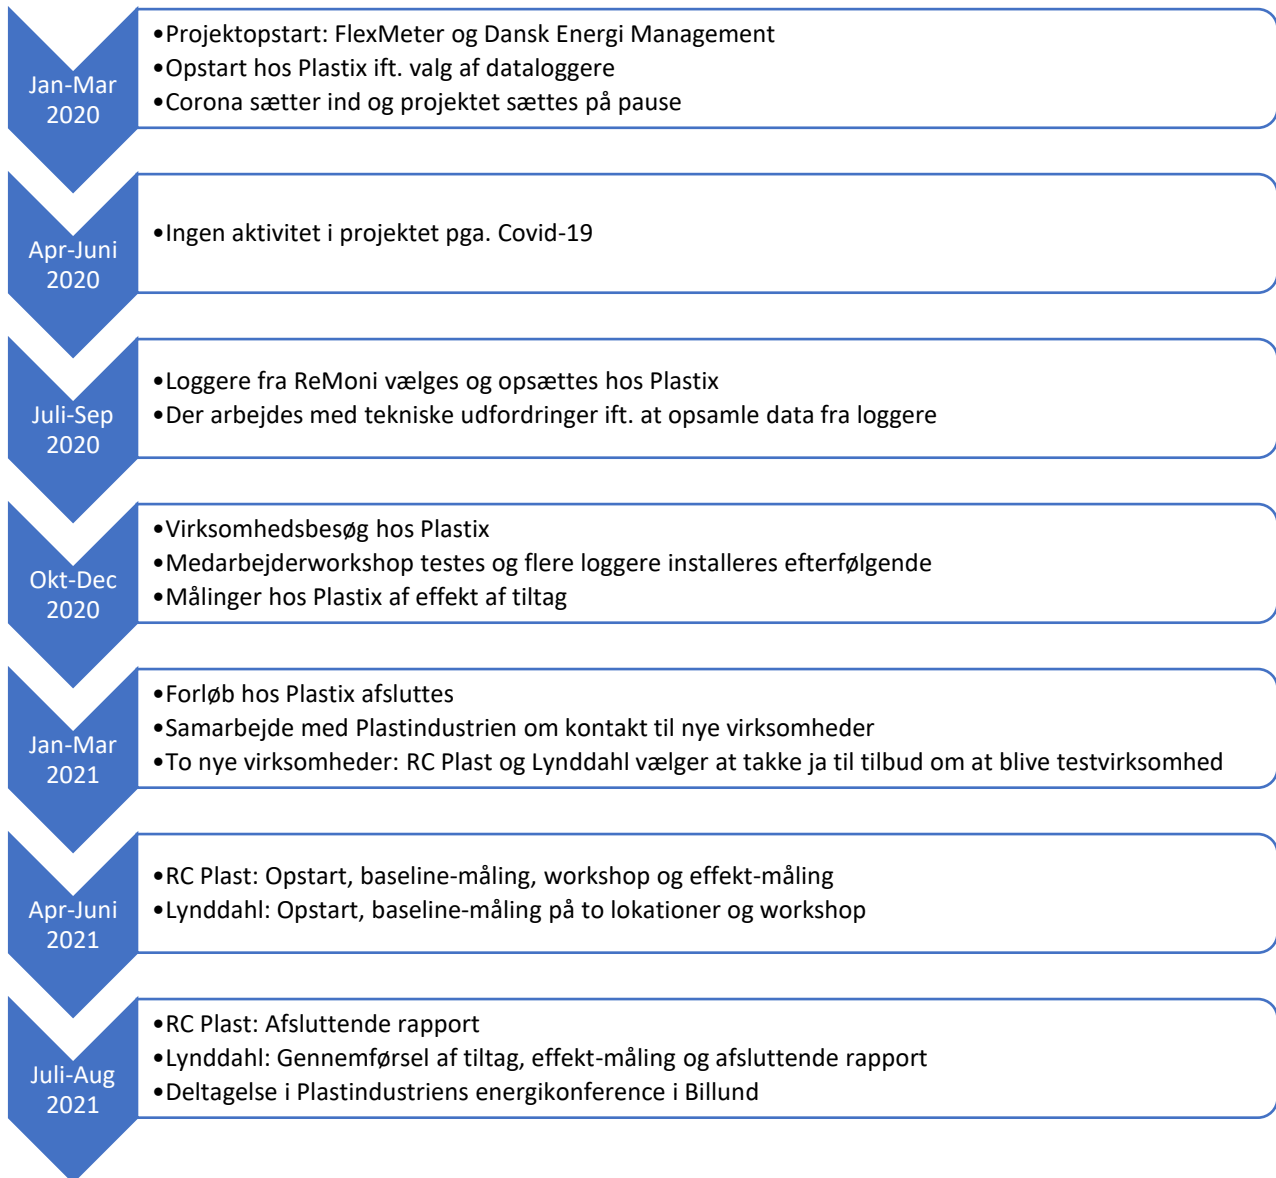 Jan-Mar
2020
•Projektopstart: FlexMeter og Dansk Energi Management
•Opstart hos Plastix ift. valg af dataloggere
•Corona sætter ind og projektet sættes på pause
Apr-Juni
2020
•Ingen aktivitet i projektet pga. Covid-19
Juli-Sep
2020
•Loggere fra ReMoni vælges og opsættes hos Plastix
•Der arbejdes med tekniske udfordringer ift. at opsamle data fra loggere
Okt-Dec
2020
•Virksomhedsbesøg hos Plastix
•Medarbejderworkshop testes og flere loggere installeres efterfølgende
•Målinger hos Plastix af effekt af tiltag
Jan-Mar
2021
•Forløb hos Plastix afsluttes
•Samarbejde med Plastindustrien om kontakt til nye virksomheder
•To nye virksomheder: RC Plast og Lynddahl vælger at takke ja til tilbud om at blive testvirksomhed
Apr-Juni
2021
•RC Plast: Opstart, baseline-måling, workshop og effekt-måling
•Lynddahl: Opstart, baseline-måling på to lokationer og workshop
Juli-Aug
2021
•RC Plast: Afsluttende rapport
•Lynddahl: Gennemførsel af tiltag, effekt-måling og afsluttende rapport
•Deltagelse i Plastindustriens energikonference i Billund